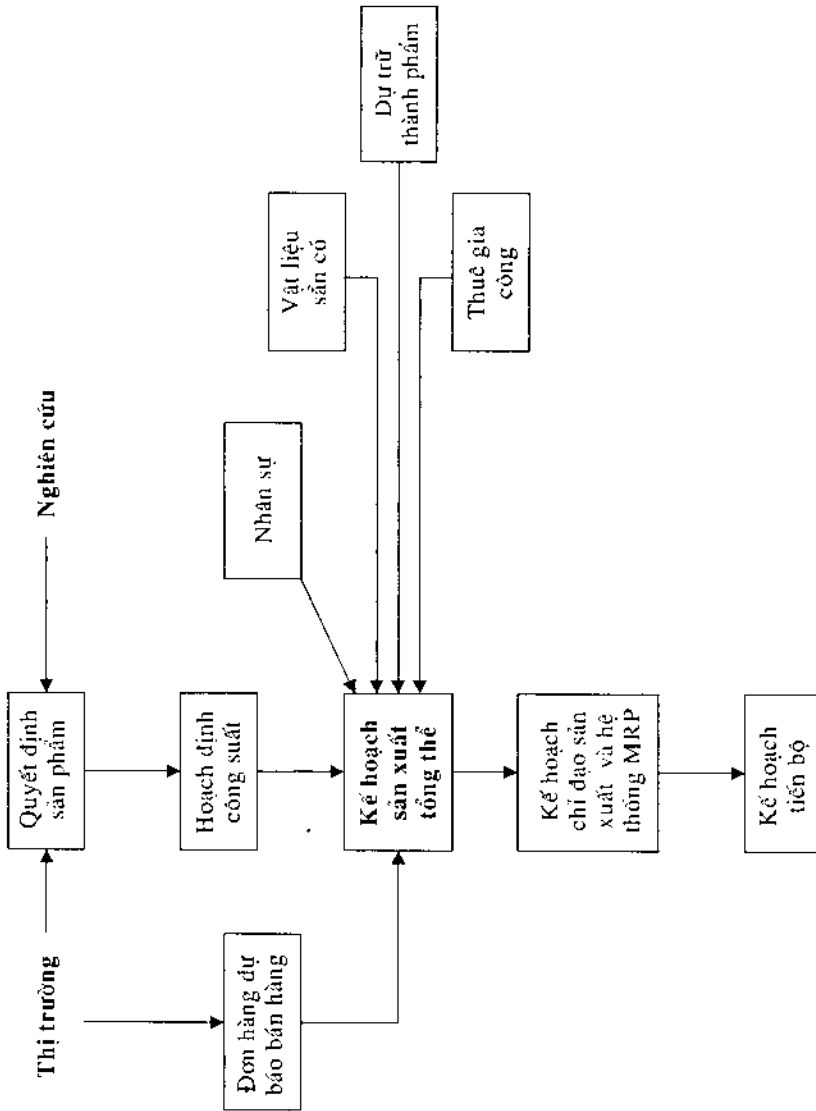 Thị trường
Nghiên cứu
Quyết định
sản phẩm
Đơn hàng dự
báo bán hàng
Hoạch định
công suất
Nhân sự
Vật liệu
sẵn có
Dự trữ
thành phẩm
Thuê gia
công
Kế hoạch
sản xuất
tổng thể
Kế hoạch
chỉ đạo sản
xuất và hệ
thống MRP
Kế hoạch
tiến bộ